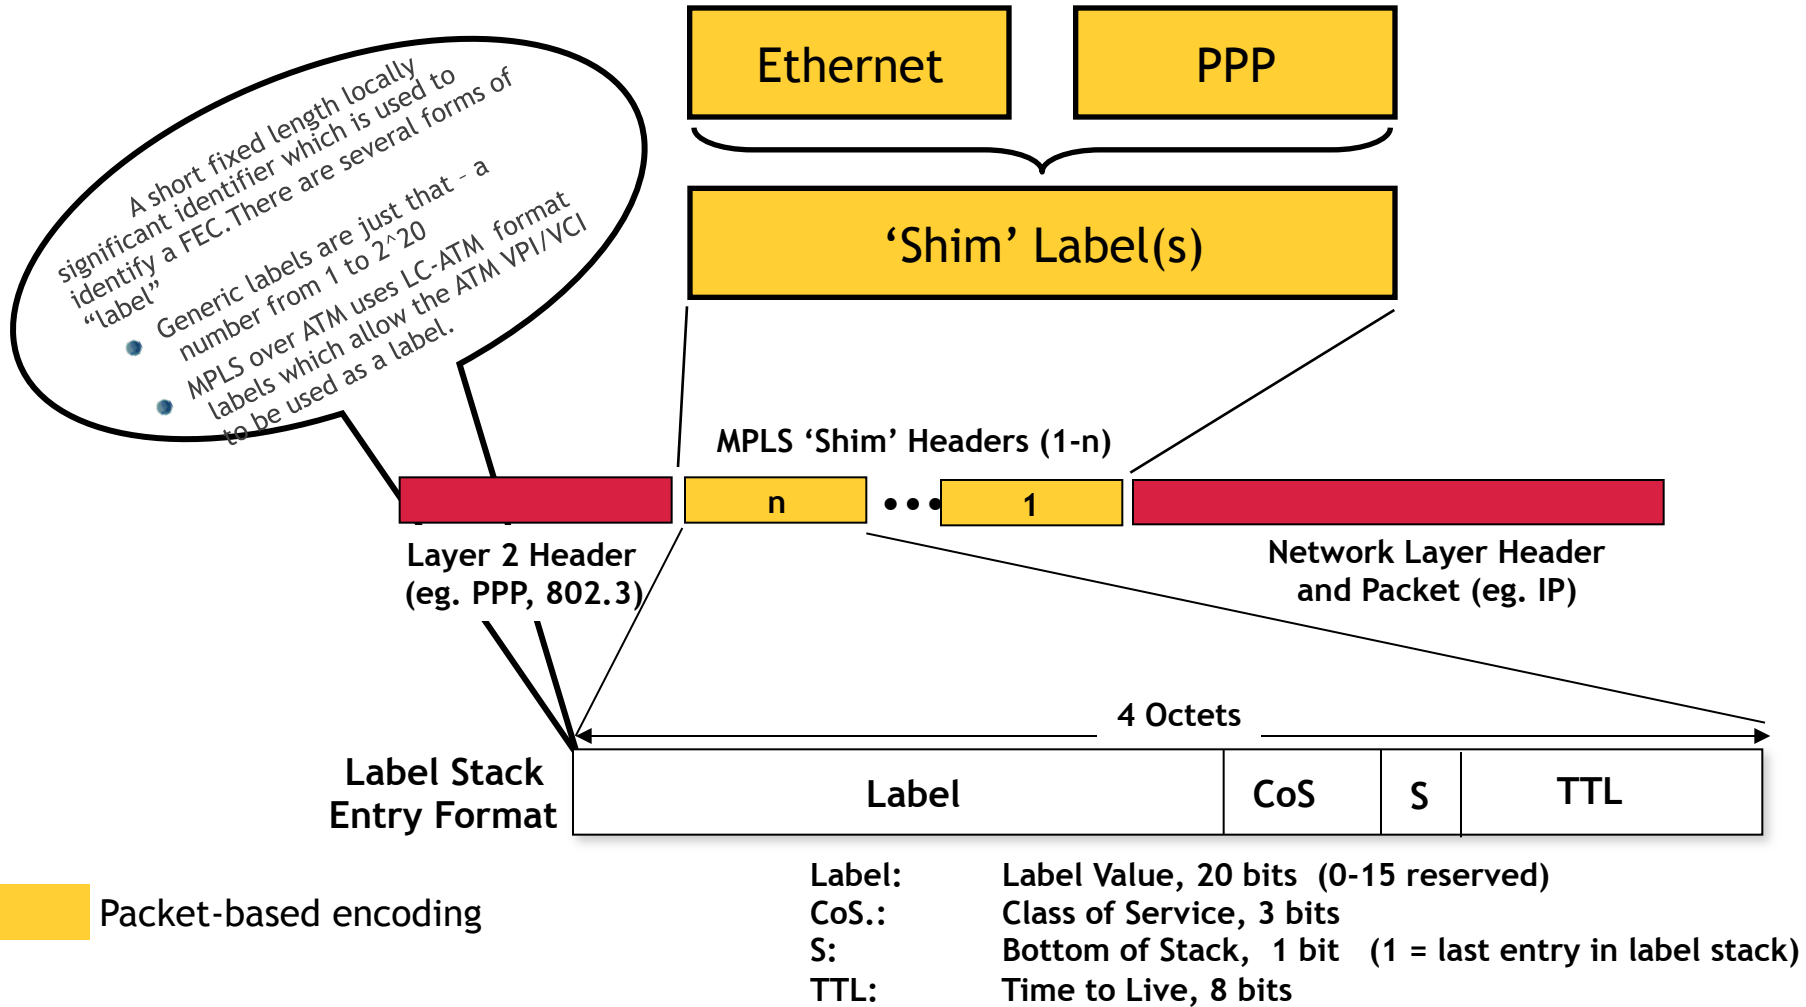 Ethernet
PPP
A short fixed length locally
significant identifier which is used to
identify a FEC.There are several forms of
“label”
Generic labels are just that – a
number from 1 to 2^20
MPLS over ATM uses LC-ATM format
labels which allow the ATM VPI/VCI
to be used as a label.
‘Shim’ Label(s)
MPLS ‘Shim’ Headers (1-n)
n
•••
1
Layer 2 Header
(eg. PPP, 802.3)
Network Layer Header
and Packet (eg. IP)
4 Octets
Label Stack
Entry Format
Label
CoS
S
TTL
Label: Label Value, 20 bits (0-15 reserved)
CoS.: Class of Service, 3 bits
S: Bottom of Stack, 1 bit (1 = last entry in label stack)
TTL: Time to Live, 8 bits
Packet-based encoding